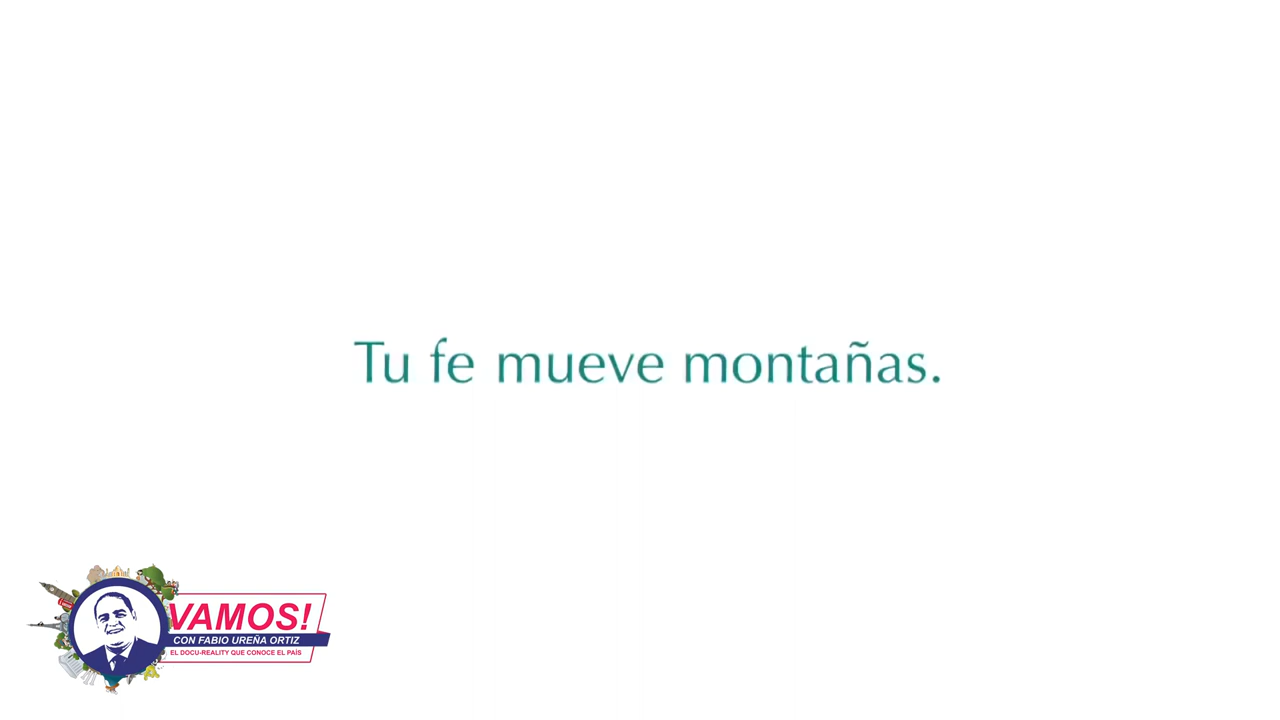 Tu fe mueve montañas.
VAMOS!
CON FABIO UREÑA ORTIZ
EL DOCU-REALITY QUE CONOCE EL PAÍS